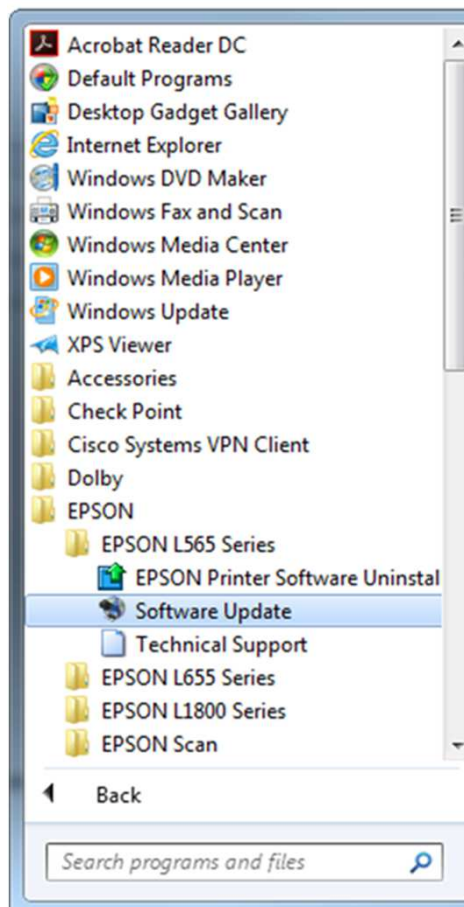 Acrobat Reader DC
Default Programs
Desktop Gadget Gallery
Internet Explorer
Windows DVD Maker
Windows Fax and Scan
Windows Media Center
Windows Media Player
Windows Update
XPS Viewer
Accessories
Check Point
Cisco Systems VPN Client
Dolby
EPSON
EPSON L565 Series
EPSON Printer Software Uninstal
Software Update
Technical Support
EPSON L655 Series
EPSON L1800 Series
EPSON Scan
Back
Search programs and files